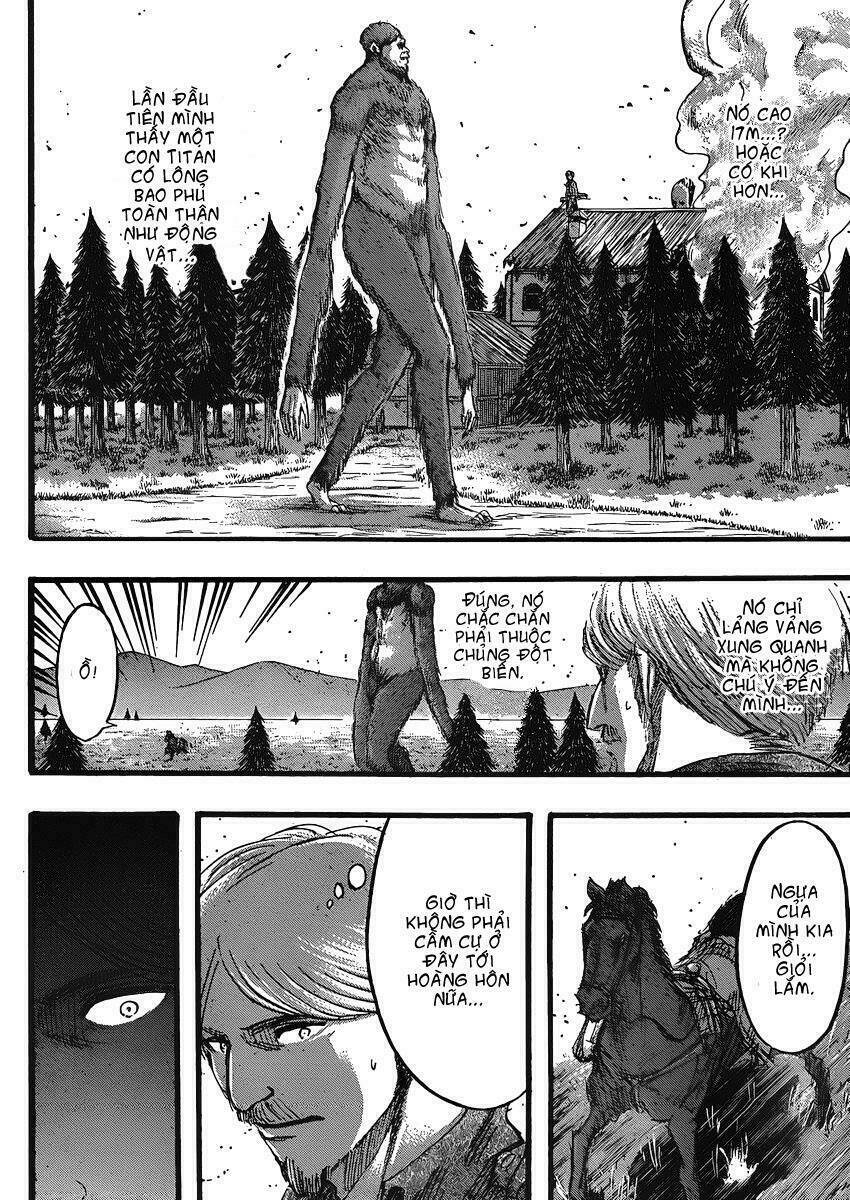 NÓ CAO
17M...?
HOẶC
CÓ KHI
HƠN...
LẦN ĐẦU
TIÊN MÌNH
THẤY MỘT
CON TITAN
CÓ LÔNG
BAO PHỦ
TOÀN THÂN
NHƯ ĐỘNG
VẬT...
NÓ CHỈ
LẢNG VẢNG
XUNG QUANH
MÀ KHÔNG
CHÚ Ý ĐẾN
MÌNH...
ĐÚNG, NÓ
CHẮC CHẮN
PHẢI THUỘC
CHỦNG ĐỘT
BIẾN.
Ồ!
NGỰA
CỦA
MÌNH KIA
RỒI...
GIỎI
LẮM.
GIỜ THÌ
KHÔNG PHẢI
CẦM CỰ Ở
ĐÂY TỚI
HOÀNG HÔN
NỮA...